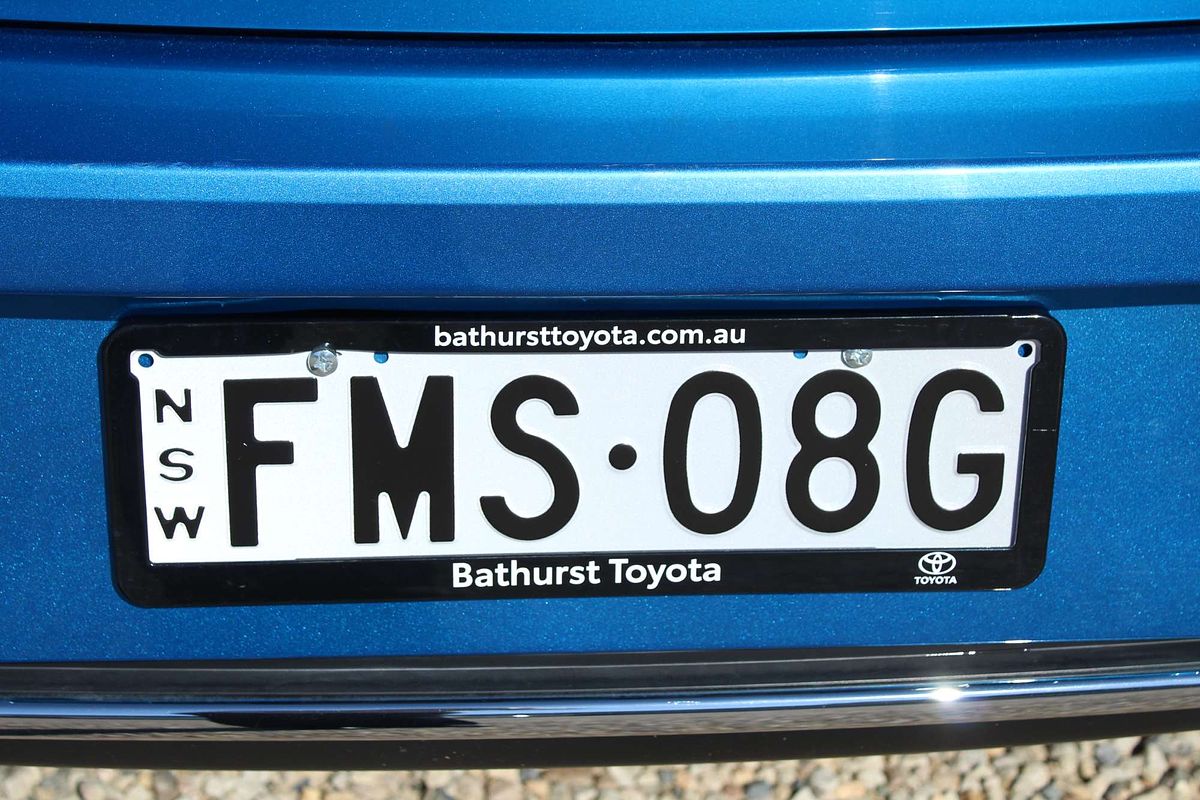 bathursttoyota.com.au
NSW
FMS·08G
Bathurst Toyota
TOYOTA